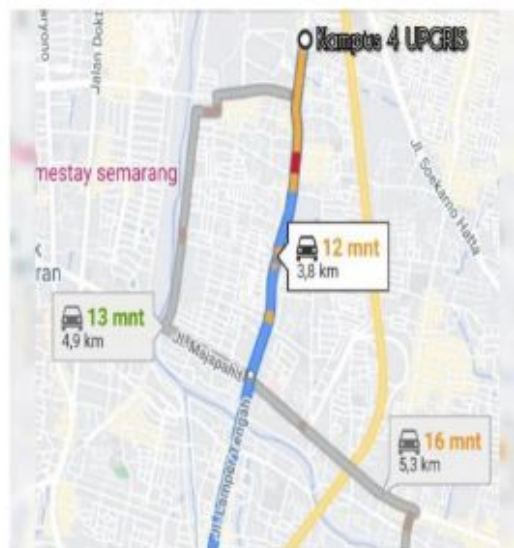 Kampus 4 UPGRIS
Jalan Dokt
Jl. Soekarno Hatta
mestay semarang
12 mnt
3,8 km
ran
13 mnt
4,9 km
Jl. Majapahit
16 mnt
5,3 km
Jl. Lamper Tengah